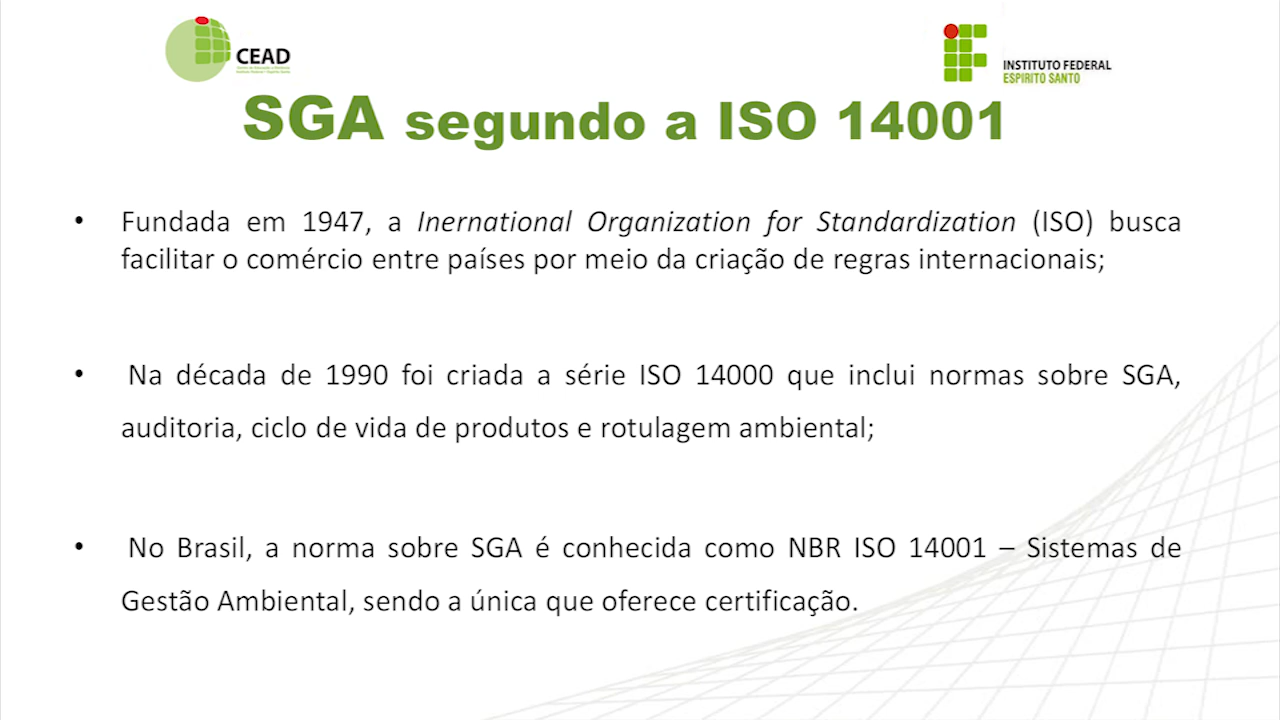 CEAD
INSTITUTO FEDERAL
ESPÍRITO SANTO
SGA segundo a ISO 14001
• Fundada em 1947, a Inernational Organization for Standardization (ISO) busca
facilitar o comércio entre países por meio da criação de regras internacionais;
• Na década de 1990 foi criada a série ISO 14000 que inclui normas sobre SGA,
auditoria, ciclo de vida de produtos e rotulagem ambiental;
• No Brasil, a norma sobre SGA é conhecida como NBR ISO 14001 – Sistemas de
Gestão Ambiental, sendo a única que oferece certificação.